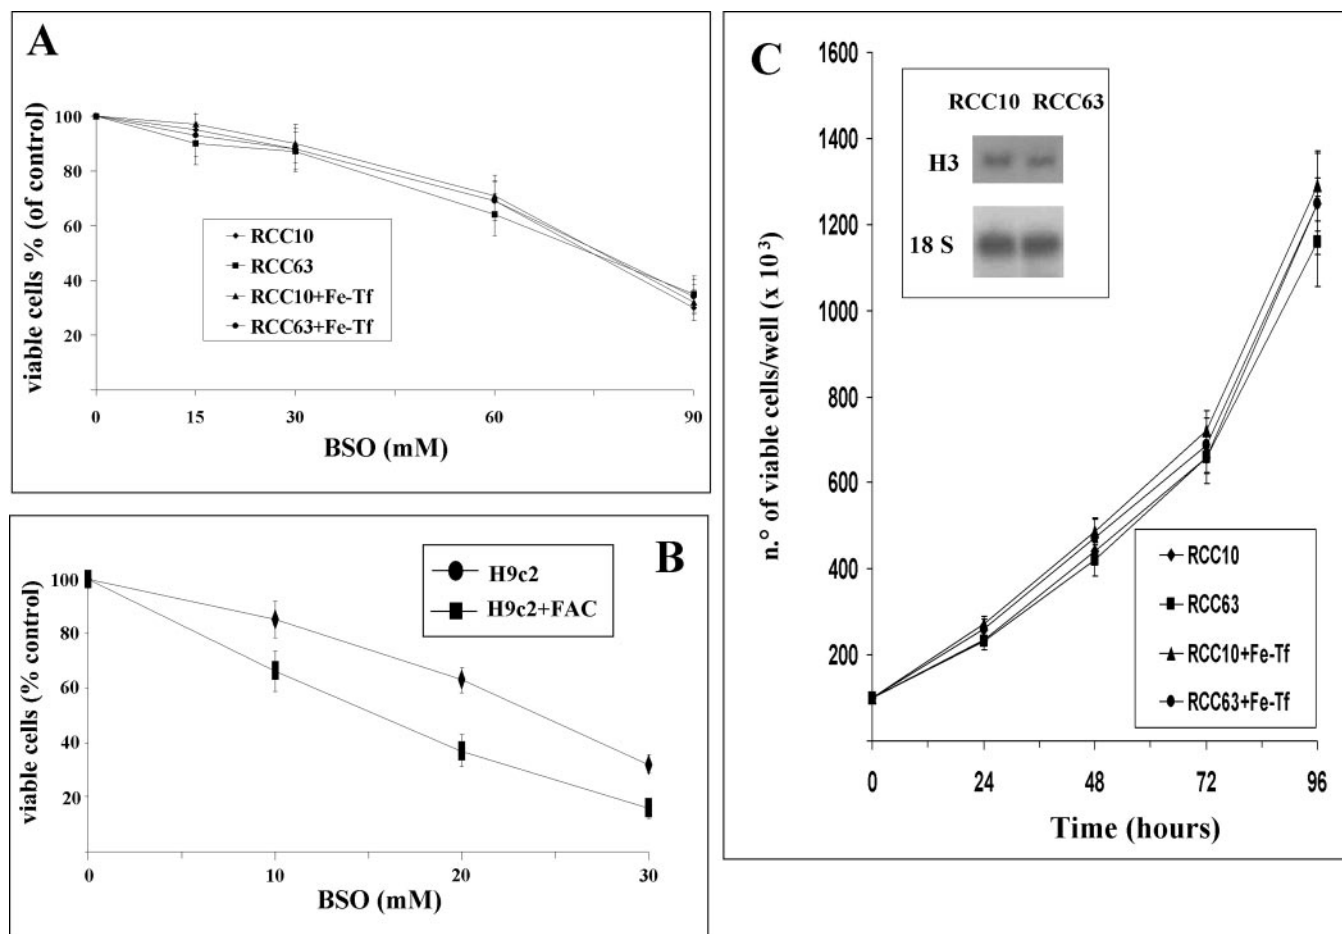 A
viable cells % (of control)
100
80
60
40
20
RCC10
RCC63
RCC10+Fe-Tf
RCC63+Fe-Tf
0
15
30
60
90
BSO (mM)
B
viable cells (% control)
100
80
60
40
20
H9c2
H9c2+FAC
0
10
20
30
BSO (mM)
C
n.° of viable cells/well (x 10³)
1600
1400
1200
1000
800
600
400
200
RCC10 RCC63
H3
18 S
RCC10
RCC63
RCC10+Fe-Tf
RCC63+Fe-Tf
0
24
48
72
96
Time (hours)